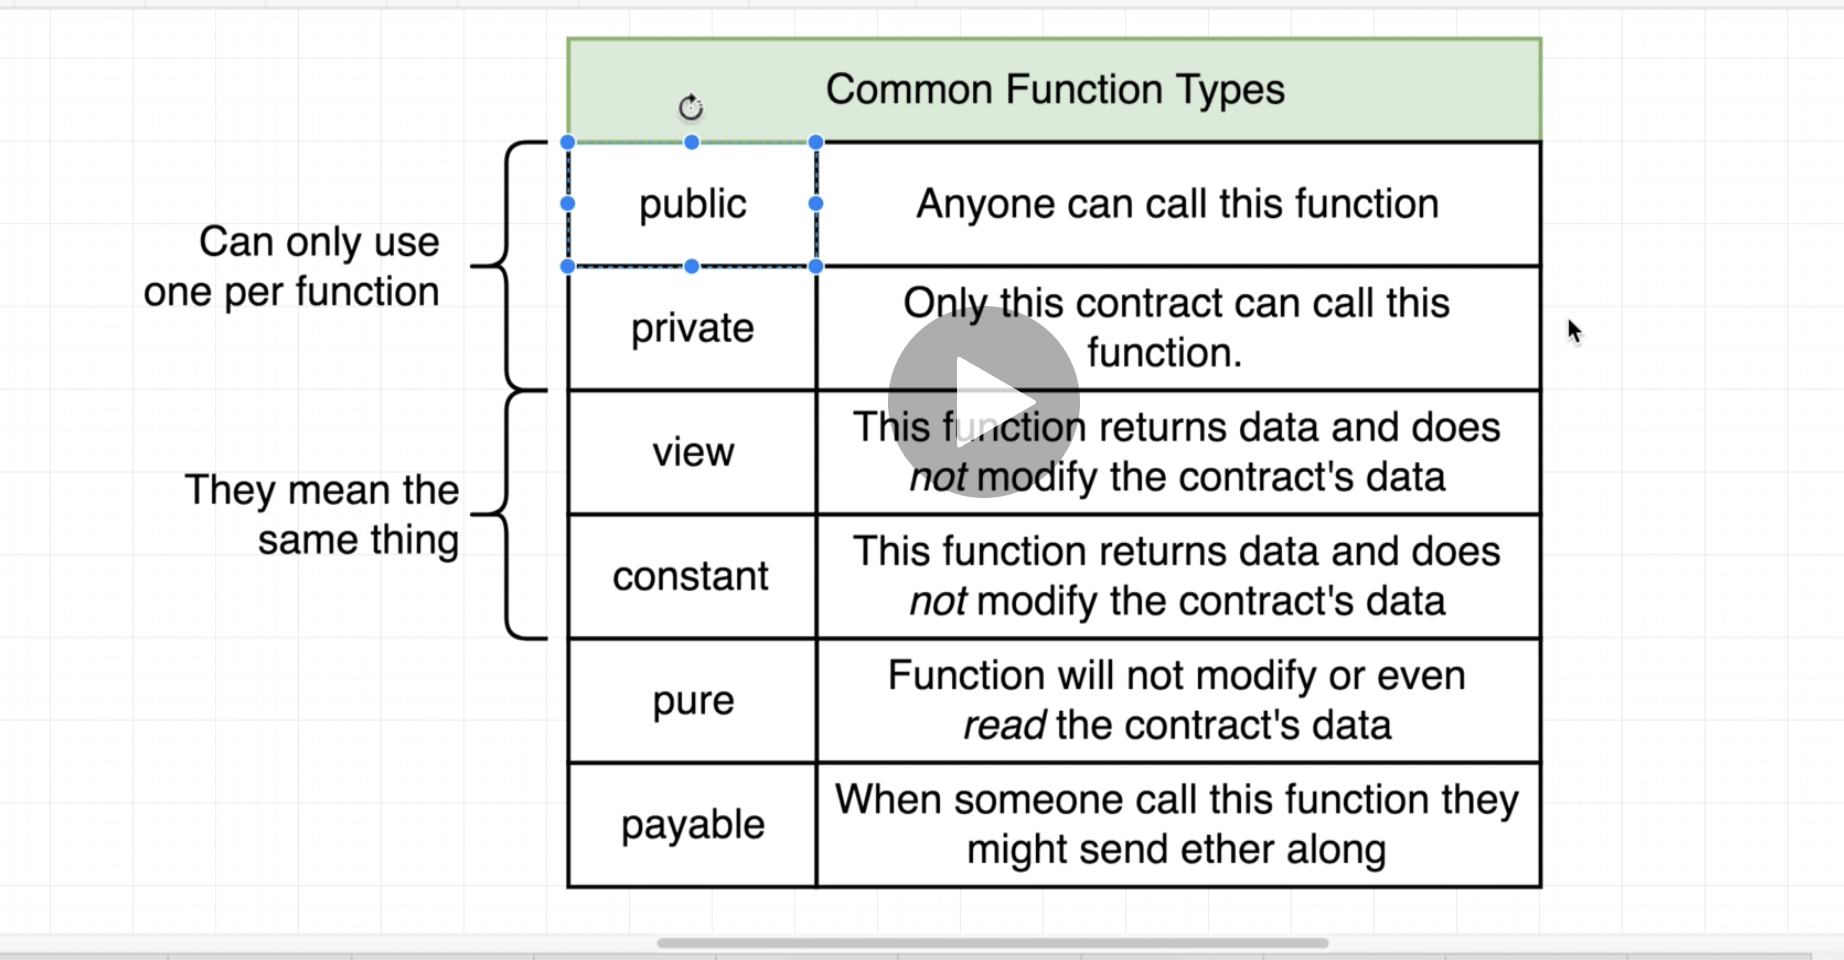 Common Function Types
Can only use
one per function
public
Anyone can call this function
private
Only this contract can call this
function.
They mean the
same thing
view
This function returns data and does
not modify the contract's data
constant
This function returns data and does
not modify the contract's data
pure
Function will not modify or even
read the contract's data
payable
When someone call this function they
might send ether along